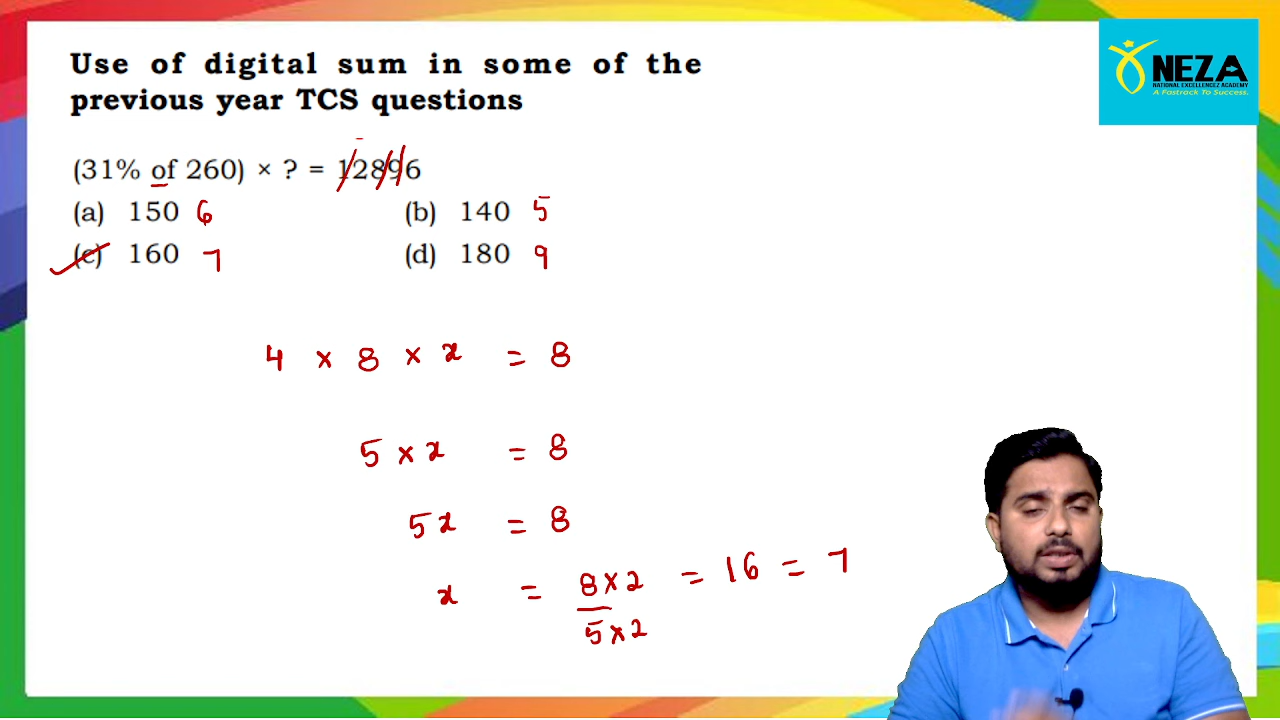 Use of digital sum in some of the
previous year TCS questions
NEZA
NATIONAL EXCELLENCEZ ACADEMY
A Fastrack To Success.
(31% of 260) × ? = 12896
(a) 150 6 (b) 140 5
(c) 160 7 (d) 180 9
4 × 8 × x = 8
5 × x = 8
5x = 8
x = 8×2 = 16 = 7
5×2